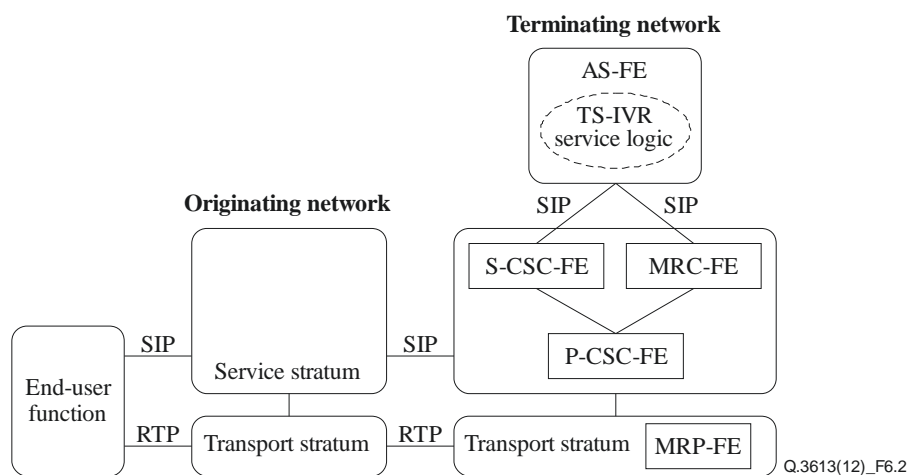 Terminating network
AS-FE
TS-IVR
service logic
Originating network
SIP
SIP
S-CSC-FE
MRC-FE
SIP
SIP
P-CSC-FE
Service stratum
End-user
function
RTP
Transport stratum
RTP
Transport stratum
MRP-FE
Q.3613(12)_F6.2